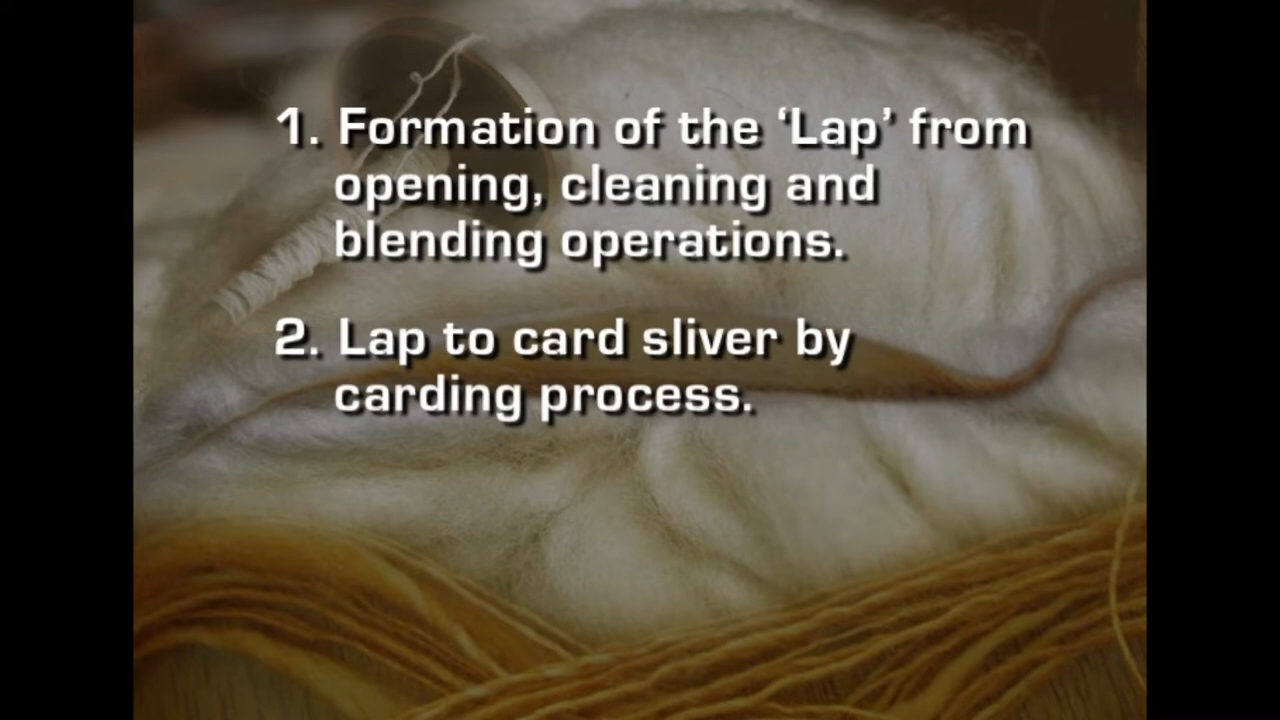 1. Formation of the ‘Lap’ from
opening, cleaning and
blending operations.
2. Lap to card sliver by
carding process.